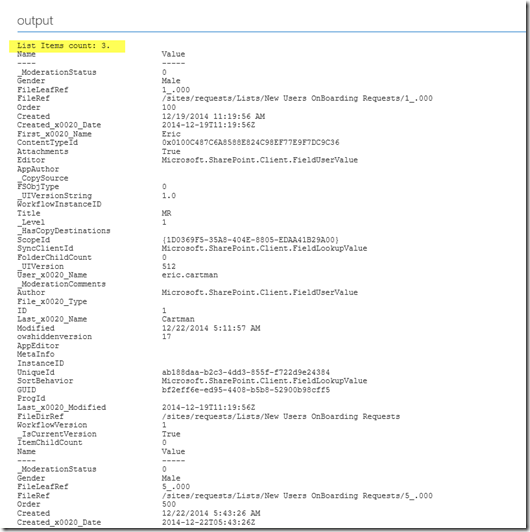 output
List Items count: 3.
Name Value
---- -----
_ModerationStatus 0
Gender Male
FileLeafRef 1_.000
FileRef /sites/requests/Lists/New Users OnBoarding Requests/1_.000
Order 100
Created 12/19/2014 11:19:56 AM
Created_x0020_Date 2014-12-19T11:19:56Z
First_x0020_Name Eric
ContentTypeId 0x0100C487C6A8588E824C98EF77E9F7DC9C36
Attachments True
Editor Microsoft.SharePoint.Client.FieldUserValue
AppAuthor
_CopySource
FSObjType 0
_UIVersionString 1.0
WorkflowInstanceID
Title MR
_Level 1
_HasCopyDestinations
ScopeId {1D0369F5-35A8-404E-8805-EDAA41B29A00}
SyncClientId Microsoft.SharePoint.Client.FieldLookupValue
FolderChildCount 0
_UIVersion 512
User_x0020_Name eric.cartman
_ModerationComments
Author Microsoft.SharePoint.Client.FieldUserValue
File_x0020_Type
ID 1
Last_x0020_Name Cartman
Modified 12/22/2014 5:11:57 AM
owshiddenversion 17
AppEditor
MetaInfo
InstanceID
UniqueId ab188daa-b2c3-4dd3-855f-f722d9e24384
SortBehavior Microsoft.SharePoint.Client.FieldLookupValue
GUID bf2eff6e-ed95-4408-b5b8-52900b98cff5
ProgId
Last_x0020_Modified 2014-12-19T11:19:56Z
FileDirRef /sites/requests/Lists/New Users OnBoarding Requests
WorkflowVersion 1
_IsCurrentVersion True
ItemChildCount 0
Name Value
---- -----
_ModerationStatus 0
Gender Male
FileLeafRef 5_.000
FileRef /sites/requests/Lists/New Users OnBoarding Requests/5_.000
Order 500
Created 12/22/2014 5:43:26 AM
Created_x0020_Date 2014-12-22T05:43:26Z